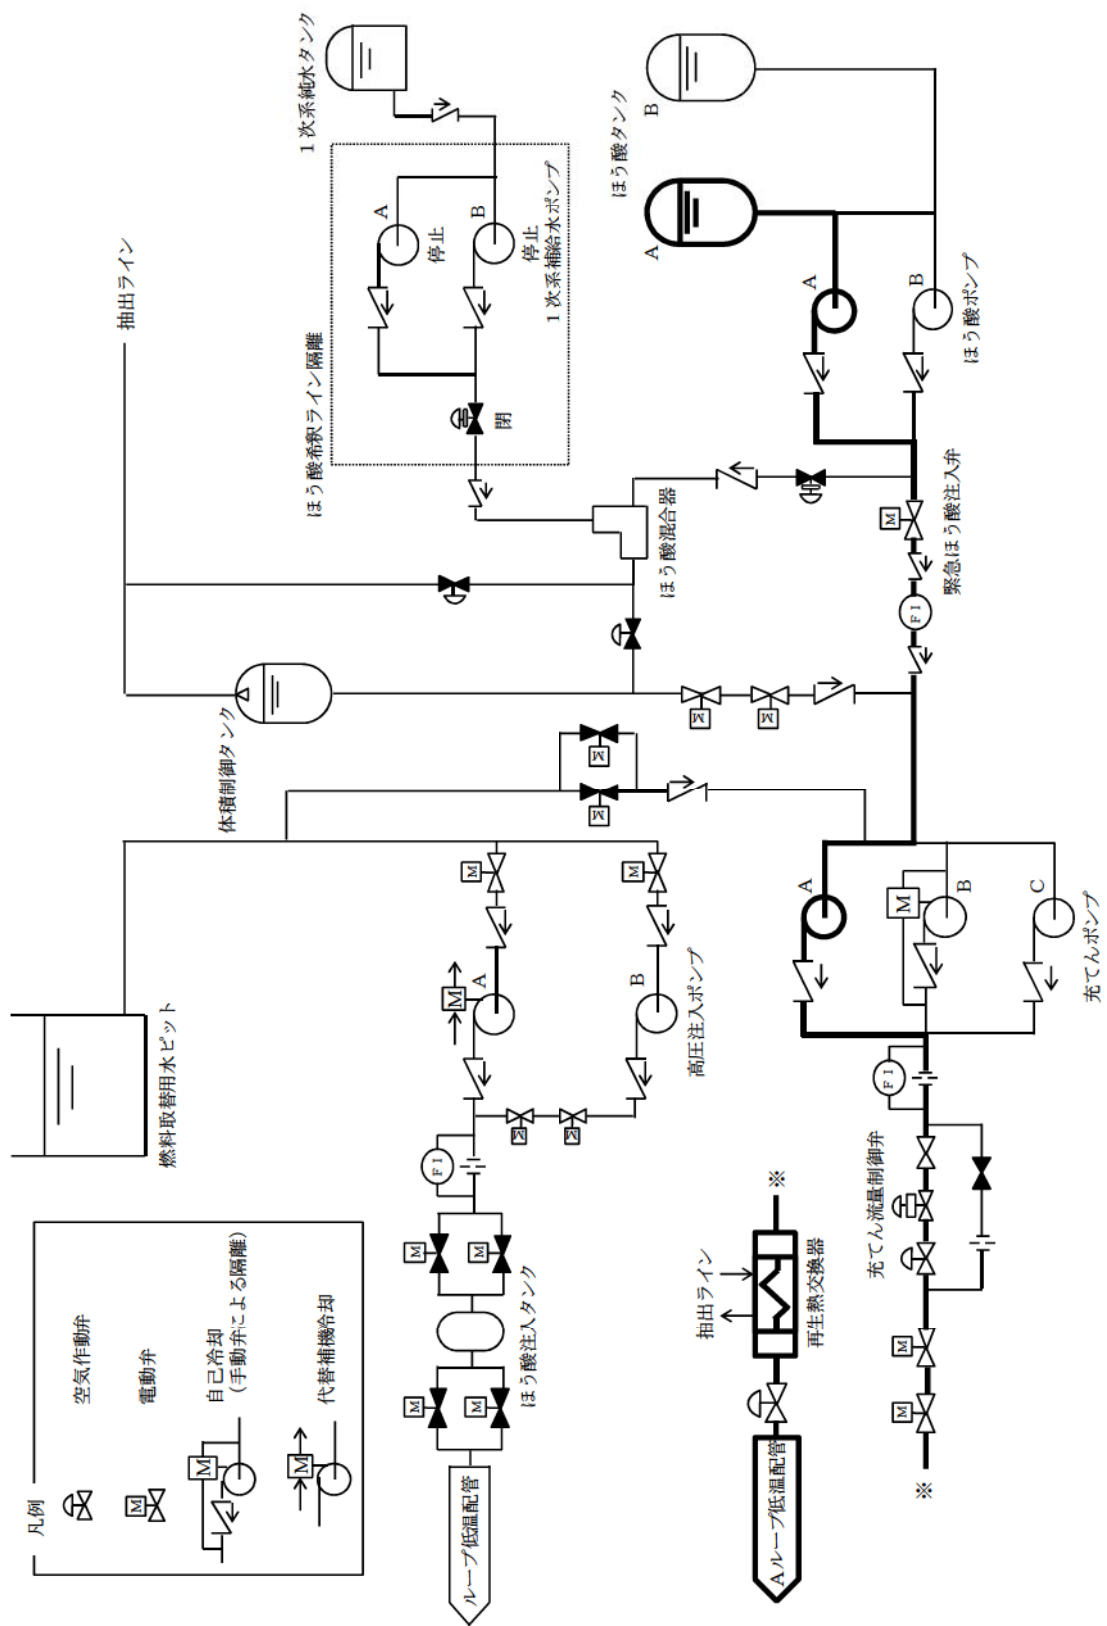 凡例
空気作動弁
電動弁
M
自己冷却
(手動弁による隔離)
M
代替補機冷却
M
燃料取替用水ピット
体積制御タンク
抽出ライン
1次系純水タンク
ほう酸希釈ライン隔離
A
停止
B
停止
1次系補給水ポンプ
閉
ほう酸混合器
ほう酸タンク
A
B
A
B
ほう酸ポンプ
緊急ほう酸注入弁
M
FI
M
M
M
M
M
M
M
A
B
高圧注入ポンプ
M
M
FI
M
M
M
M
ほう酸注入タンク
ループ低温配管
A
M
B
C
充てんポンプ
FI
充てん流量制御弁
M
M
※
※
抽出ライン
再生熱交換器
Aループ低温配管